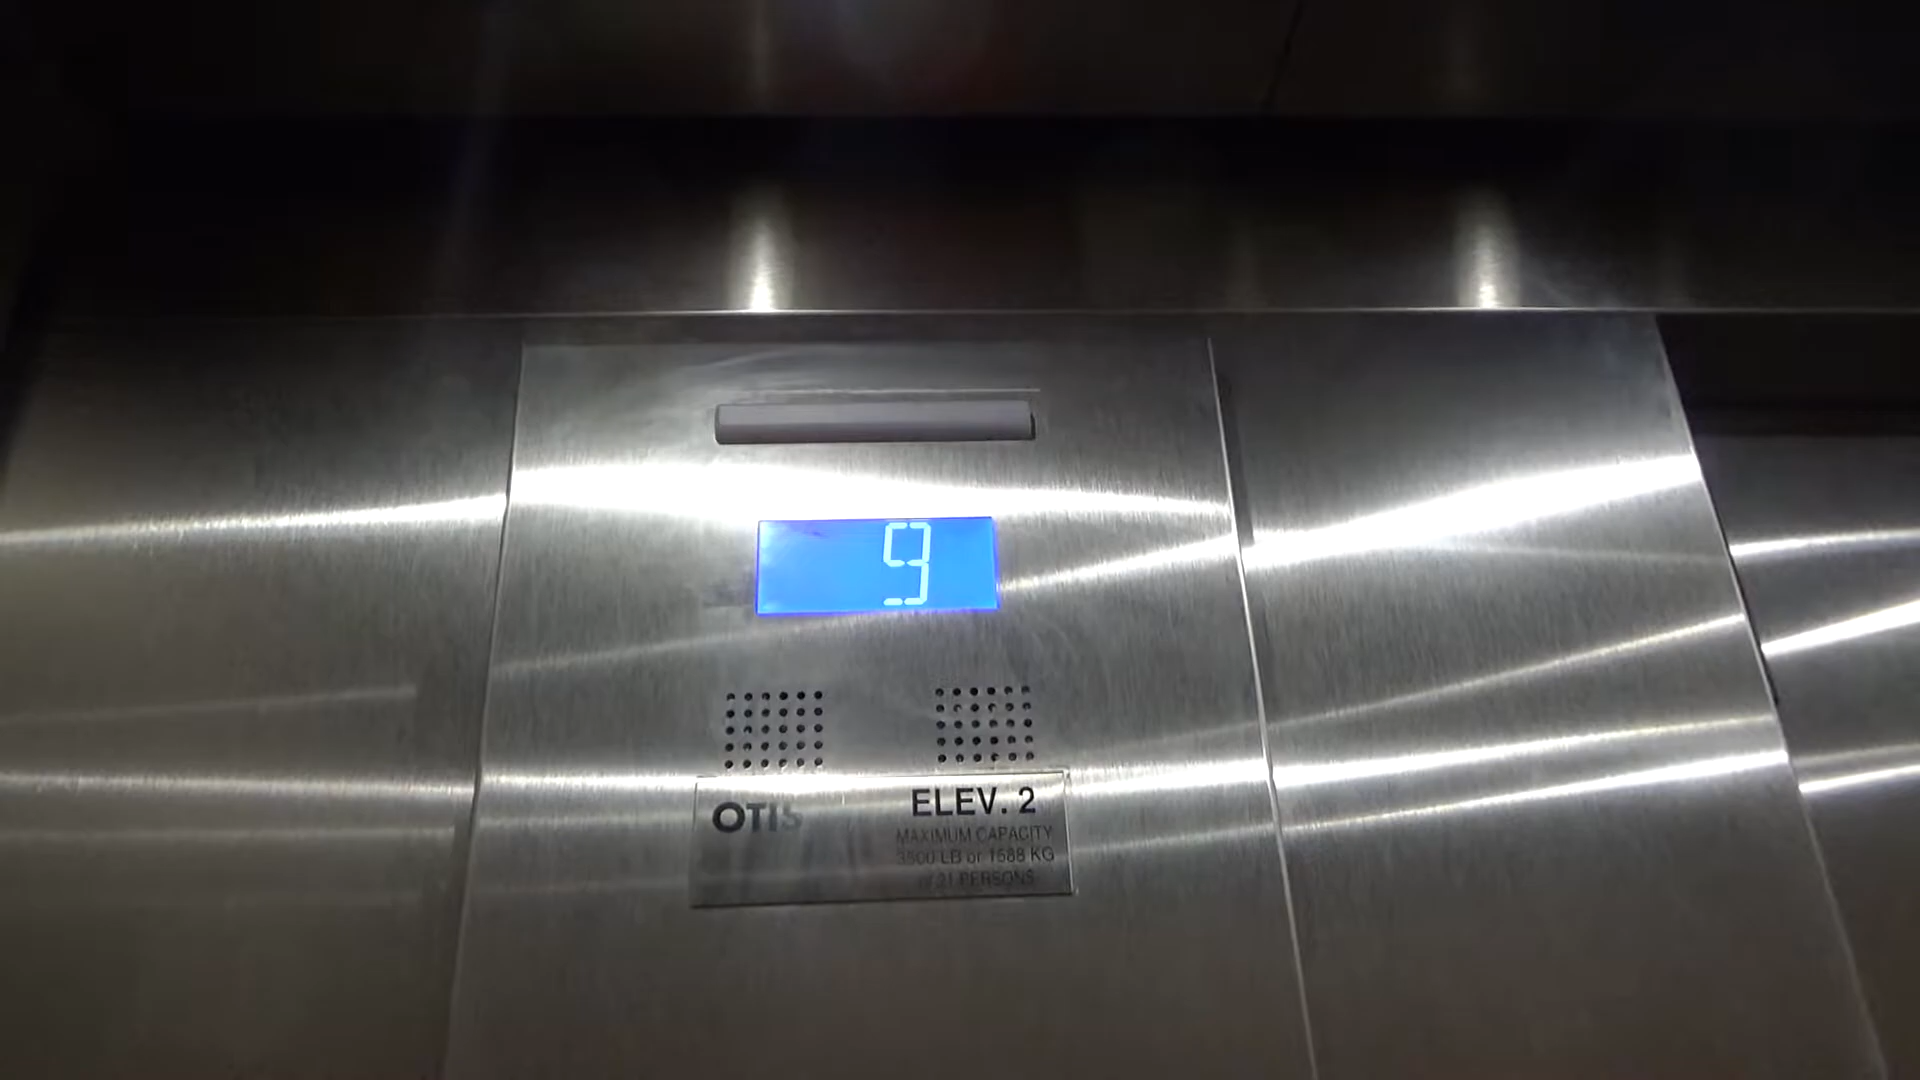 9
OTIS
ELEV. 2
MAXIMUM CAPACITY
3500 LB or 1588 KG
or 21 PERSONS